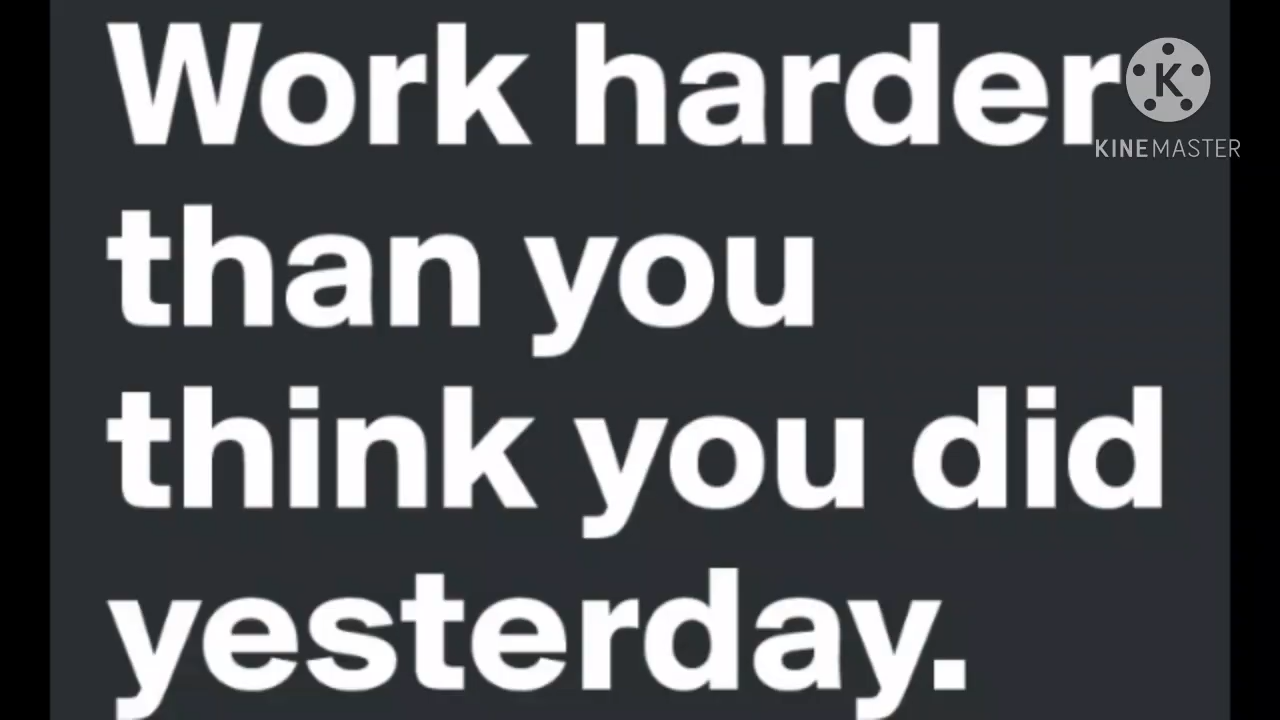 Work harder
than you
think you did
yesterday.
K
KINEMASTER